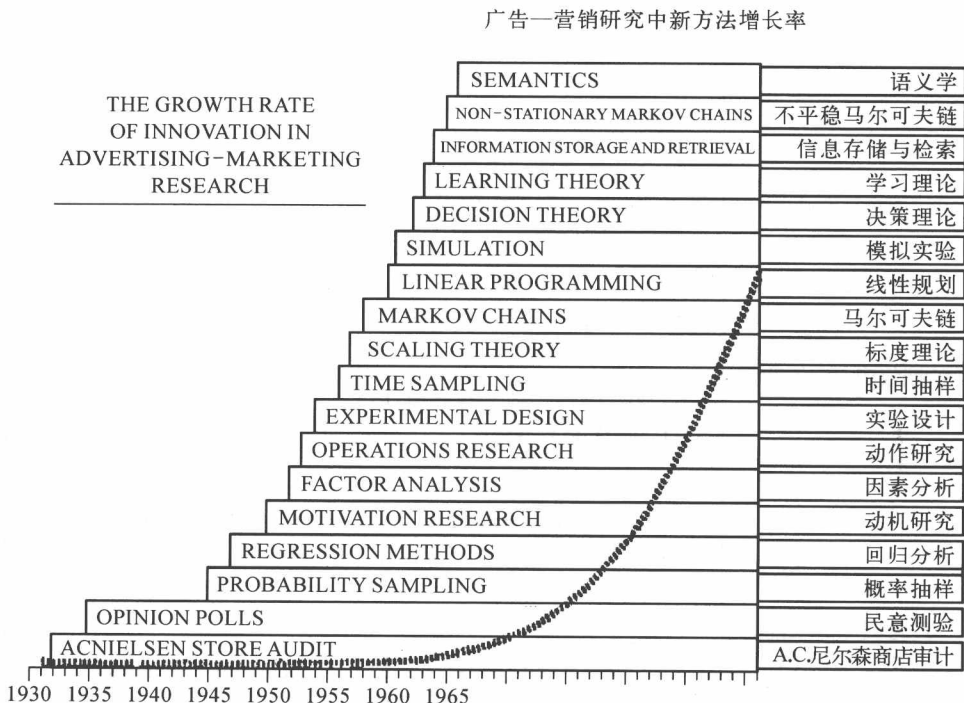 广告—营销研究中新方法增长率
THE GROWTH RATE
OF INNOVATION IN
ADVERTISING-MARKETING
RESEARCH
SEMANTICS 语义学
NON-STATIONARY MARKOV CHAINS 不平稳马尔可夫链
INFORMATION STORAGE AND RETRIEVAL 信息存储与检索
LEARNING THEORY 学习理论
DECISION THEORY 决策理论
SIMULATION 模拟实验
LINEAR PROGRAMMING 线性规划
MARKOV CHAINS 马尔可夫链
SCALING THEORY 标度理论
TIME SAMPLING 时间抽样
EXPERIMENTAL DESIGN 实验设计
OPERATIONS RESEARCH 动作研究
FACTOR ANALYSIS 因素分析
MOTIVATION RESEARCH 动机研究
REGRESSION METHODS 回归分析
PROBABILITY SAMPLING 概率抽样
OPINION POLLS 民意测验
ACNIELSEN STORE AUDIT A.C.尼尔森商店审计
1930 1935 1940 1945 1950 1955 1960 1965